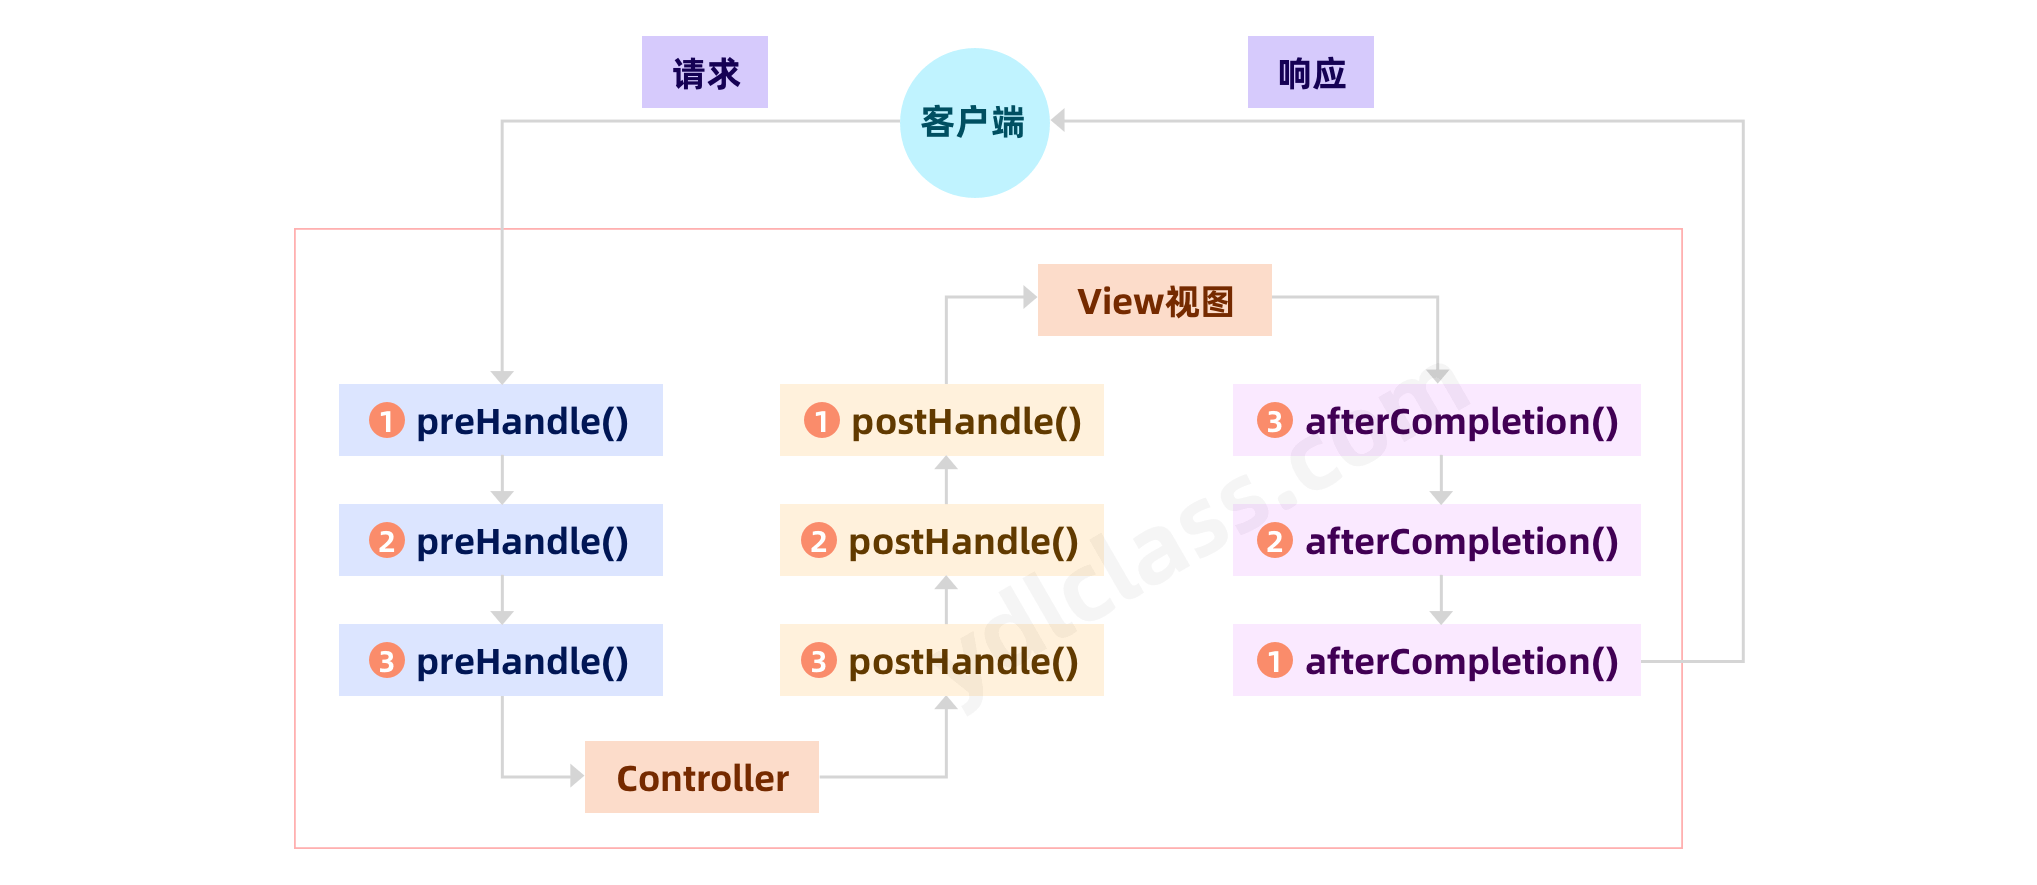 请求
客户端
响应
View视图
1 preHandle()
1 postHandle()
3 afterCompletion()
2 preHandle()
2 postHandle()
2 afterCompletion()
3 preHandle()
3 postHandle()
1 afterCompletion()
Controller
ydlclass.com